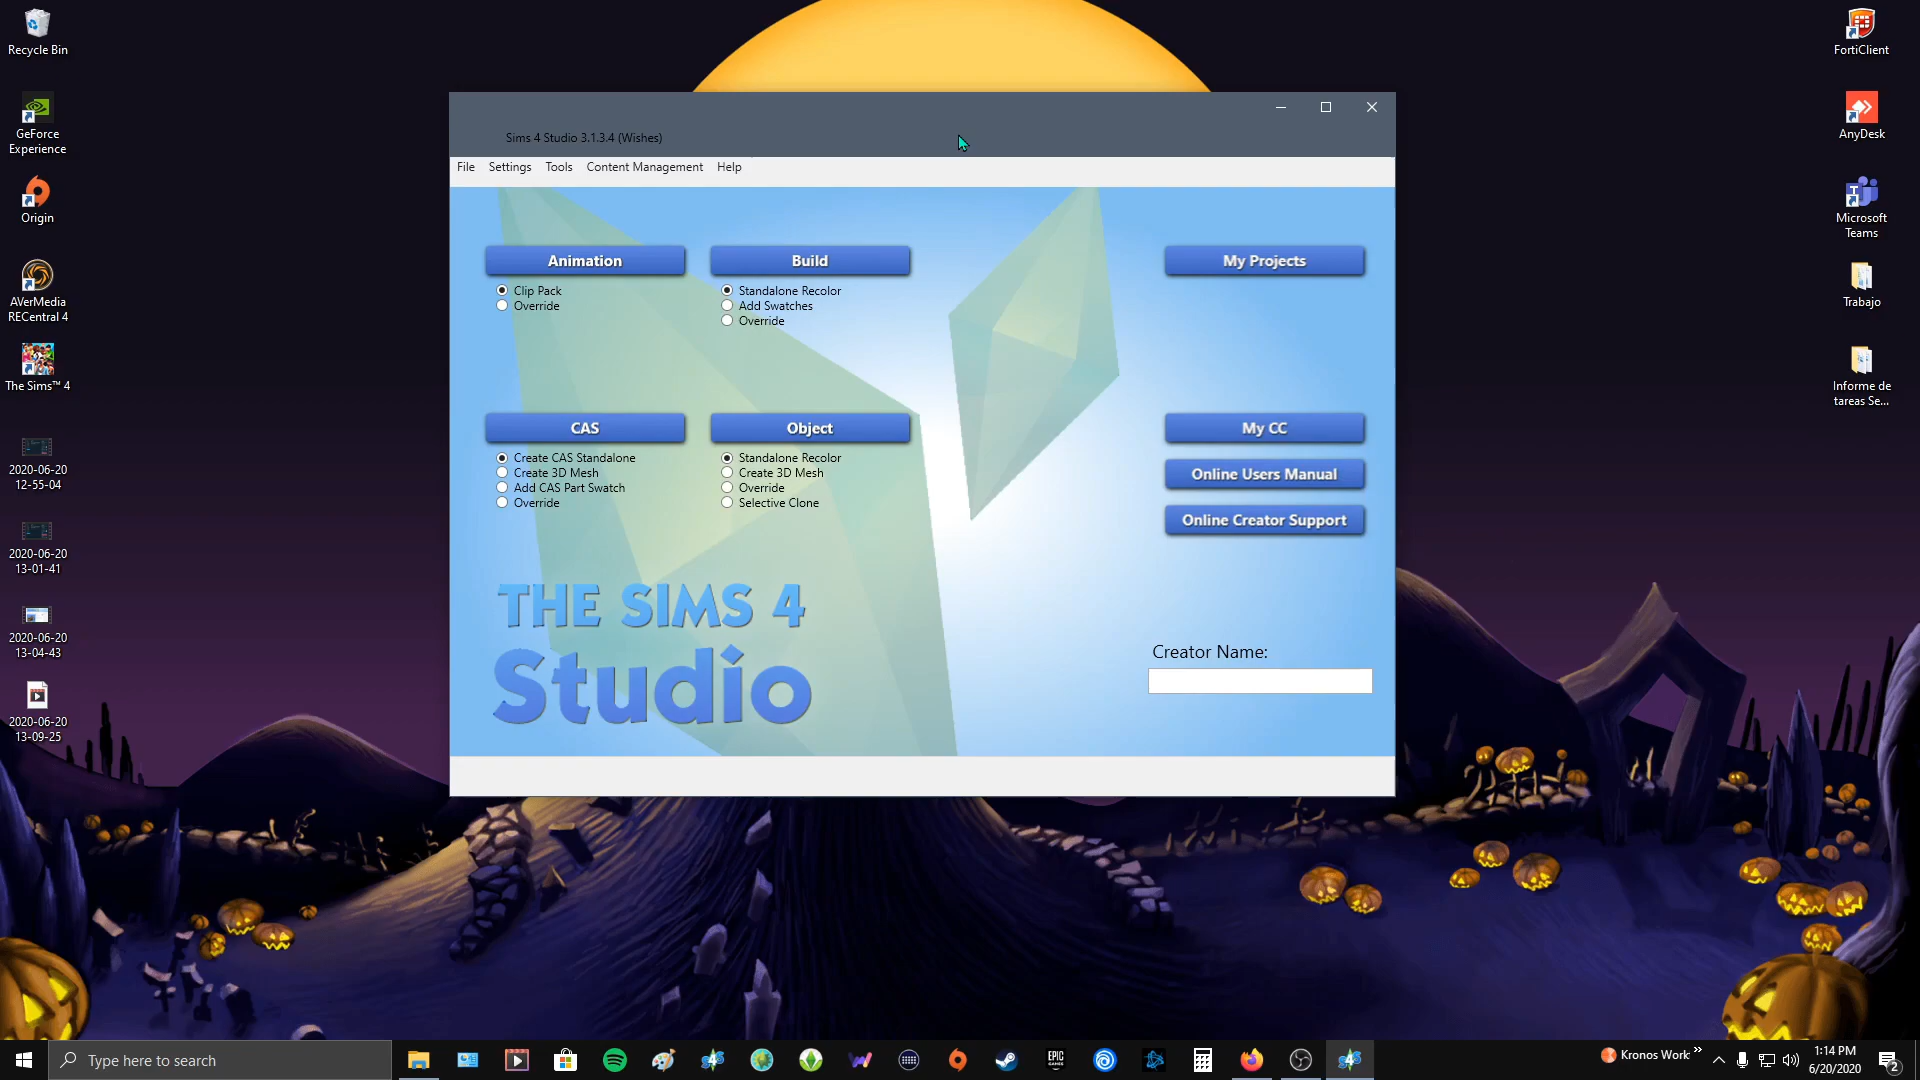 Recycle Bin
GeForce
Experience
Origin
AVerMedia
RECentral 4
The Sims™ 4
2020-06-20
12-55-04
2020-06-20
13-01-41
2020-06-20
13-04-43
2020-06-20
13-09-25
Sims 4 Studio 3.1.3.4 (Wishes)
File Settings Tools Content Management Help
Animation
Clip Pack
Override
Build
Standalone Recolor
Add Swatches
Override
My Projects
CAS
Create CAS Standalone
Create 3D Mesh
Add CAS Part Swatch
Override
Object
Standalone Recolor
Create 3D Mesh
Override
Selective Clone
My CC
Online Users Manual
Online Creator Support
THE SIMS 4
Studio
Creator Name:
FortiClient
AnyDesk
Microsoft
Teams
Trabajo
Informe de
tareas Se...
Type here to search
EPIC
GAMES
Kronos Work
1:14 PM
6/20/2020
2